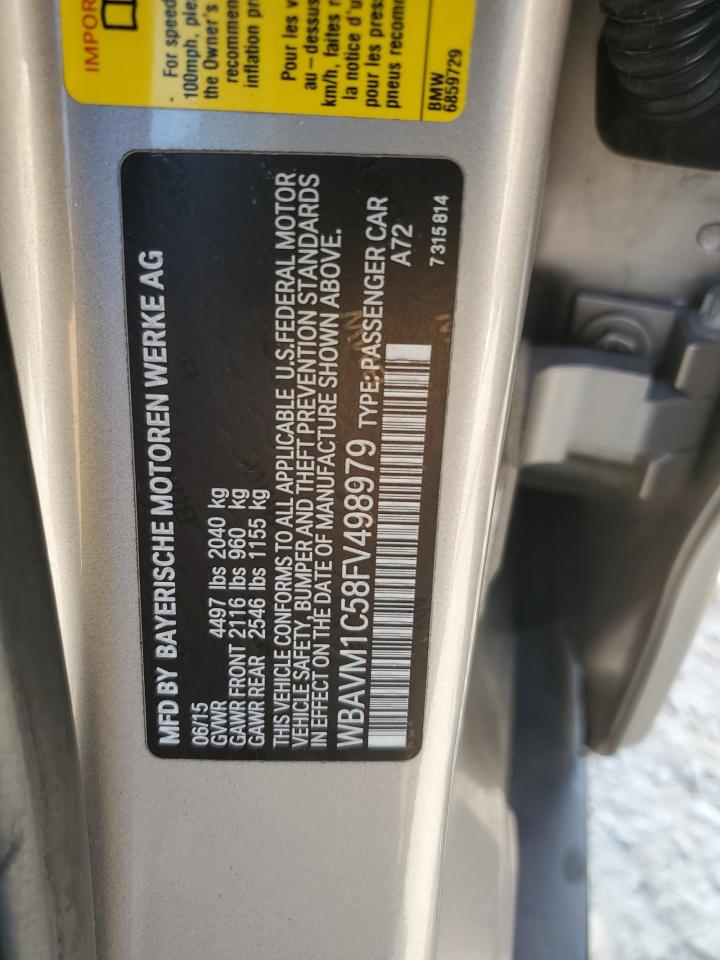 IMPOR
· For speed
100mph, ple
the Owner's
recommen
inflation pr
Pour les v
au-dessus
km/h, faites r
la notice d'u
pour les pres
pneus recom
BMW
6859729
MFD BY BAYERISCHE MOTOREN WERKE AG
06/15
GVWR 4497 lbs 2040 kg
GAWR FRONT 2116 lbs 960 kg
GAWR REAR 2546 lbs 1155 kg
THIS VEHICLE CONFORMS TO ALL APPLICABLE U.S.FEDERAL MOTOR
VEHICLE SAFETY, BUMPER AND THEFT PREVENTION STANDARDS
IN EFFECT ON THE DATE OF MANUFACTURE SHOWN ABOVE.
WBAVM1C58FV498979 TYPE: PASSENGER CAR
A72
7 315 814